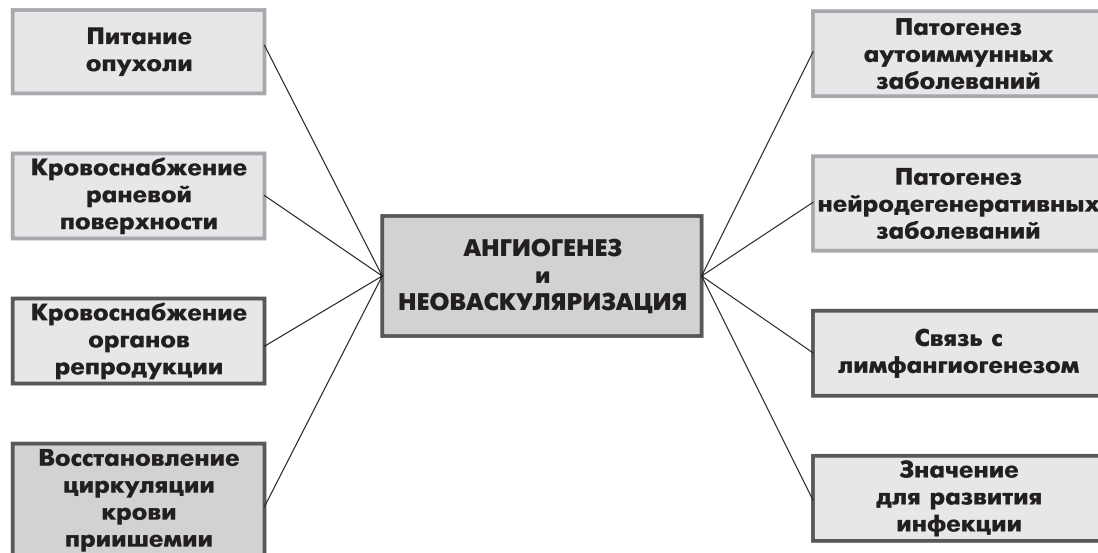 Питание
опухоли
Кровоснабжение
раневой
поверхности
Кровоснабжение
органов
репродукции
Восстановление
циркуляции
крови
приишемии
АНГИОГЕНЕЗ
и
НЕОВАСКУЛЯРИЗАЦИЯ
Патогенез
аутоиммунных
заболеваний
Патогенез
нейродегенеративных
заболеваний
Связь с
лимфангиогенезом
Значение
для развития
инфекции